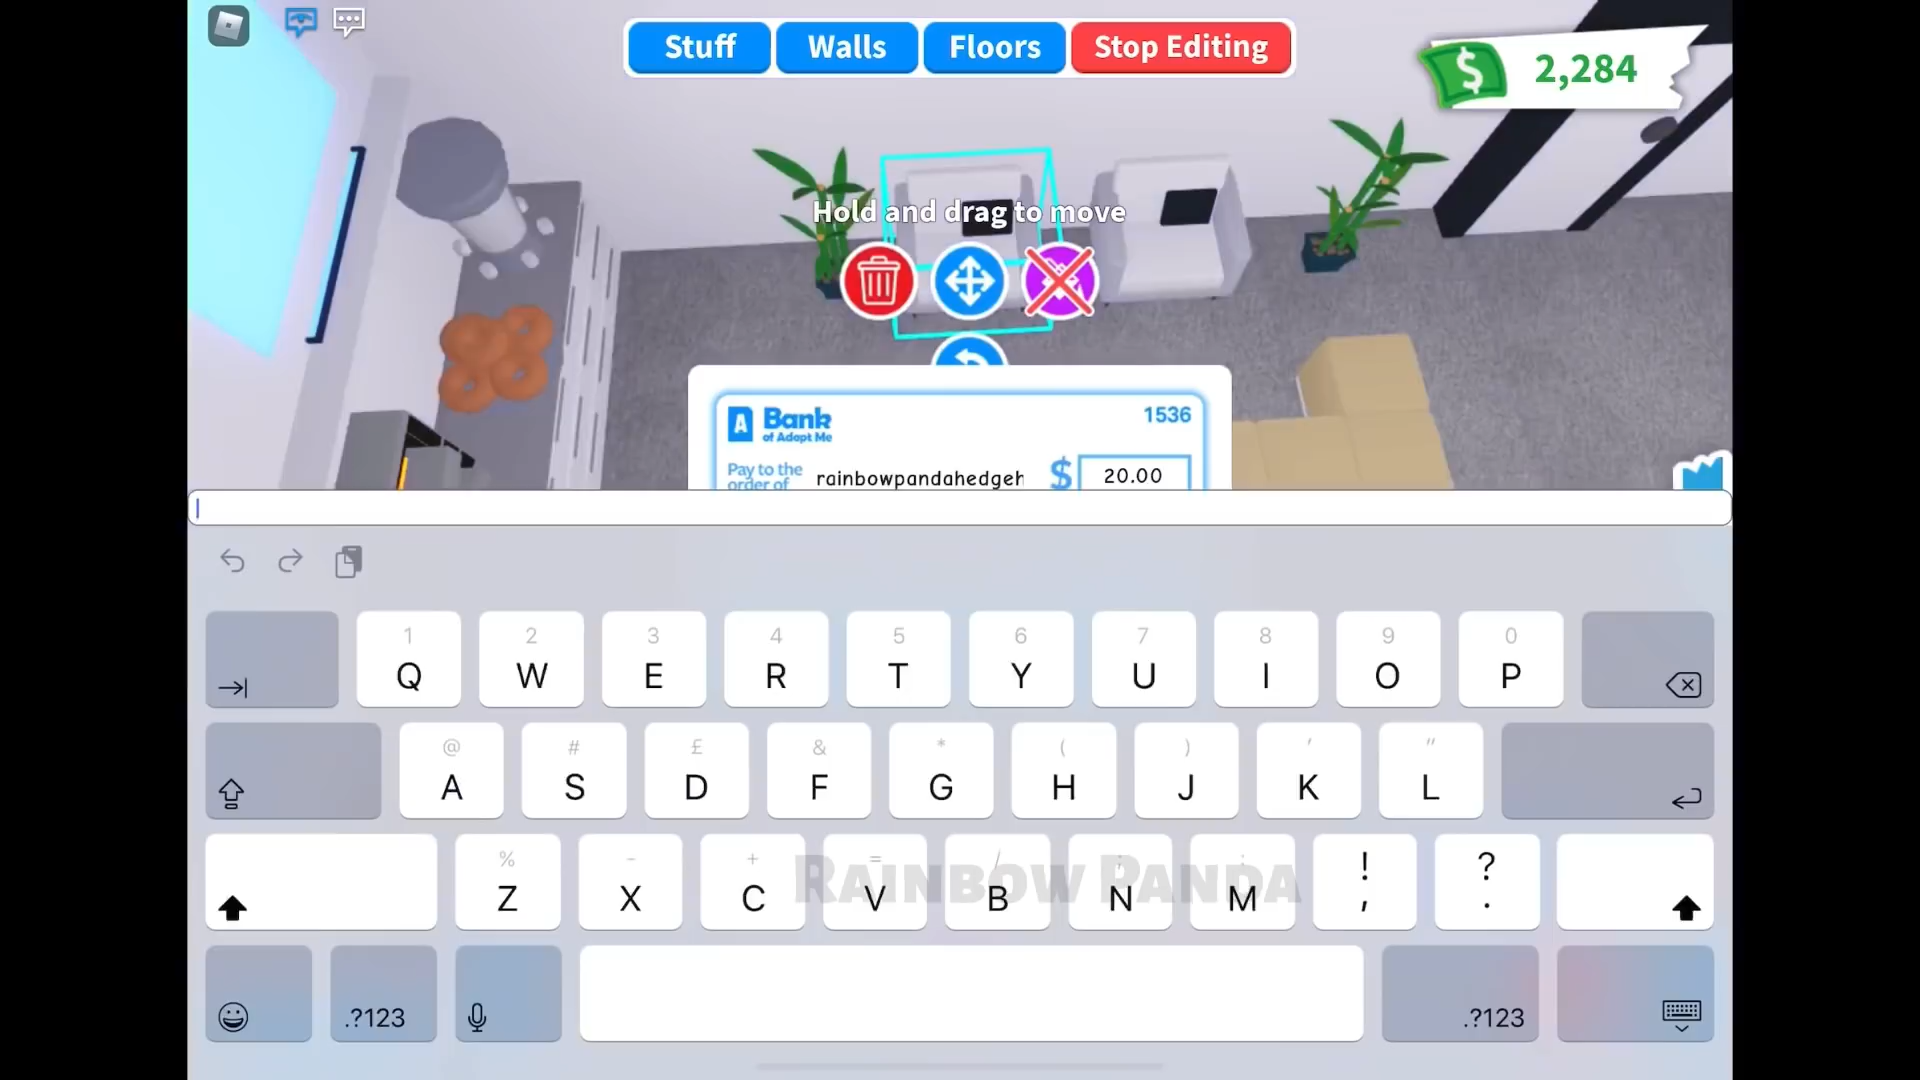 Stuff Walls Floors Stop Editing
2,284
Hold and drag to move
A Bank
of Adopt Me
1536
Pay to the
order of
rainbowpandahedgeh
$ 20.00
1 2 3 4 5 6 7 8 9 0
Q W E R T Y U I O P
@ # £ & * ( ) ' "
A S D F G H J K L
% - + = / ; : ! ?
Z X C V B N M , .
RAINBOW PANDA
.?123 .?123